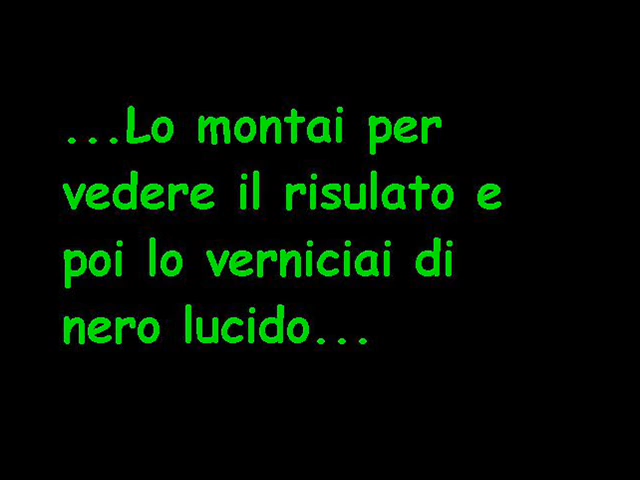 ...Lo montai per
vedere il risulato e
poi lo verniciai di
nero lucido...